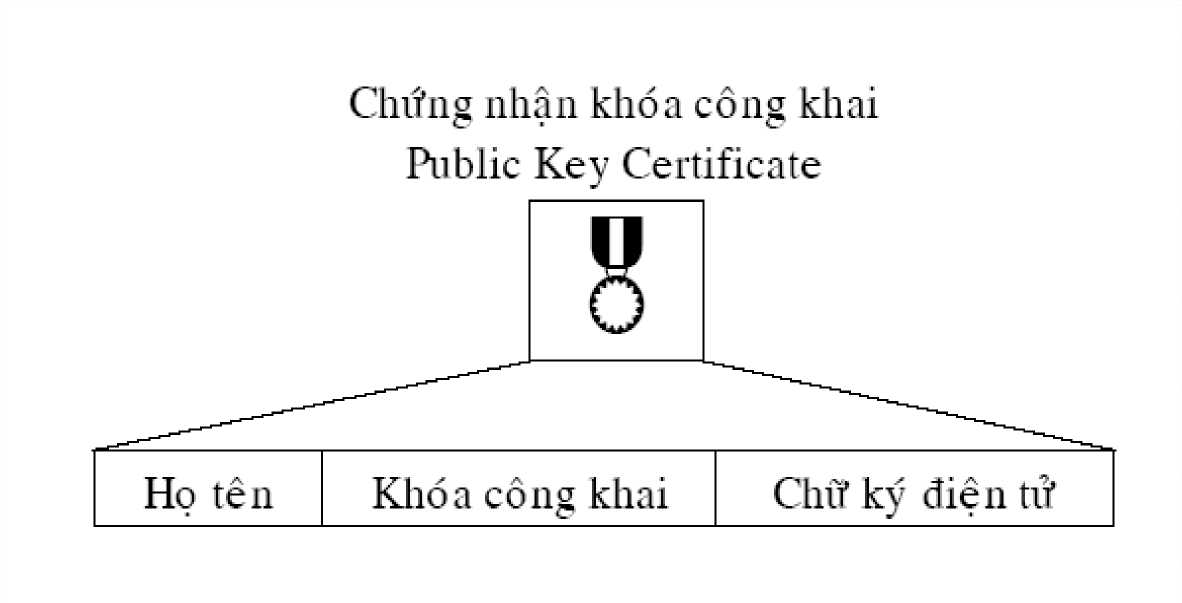 Chứng nhận khóa công khai
Public Key Certificate
Họ tên
Khóa công khai
Chữ ký điện tử